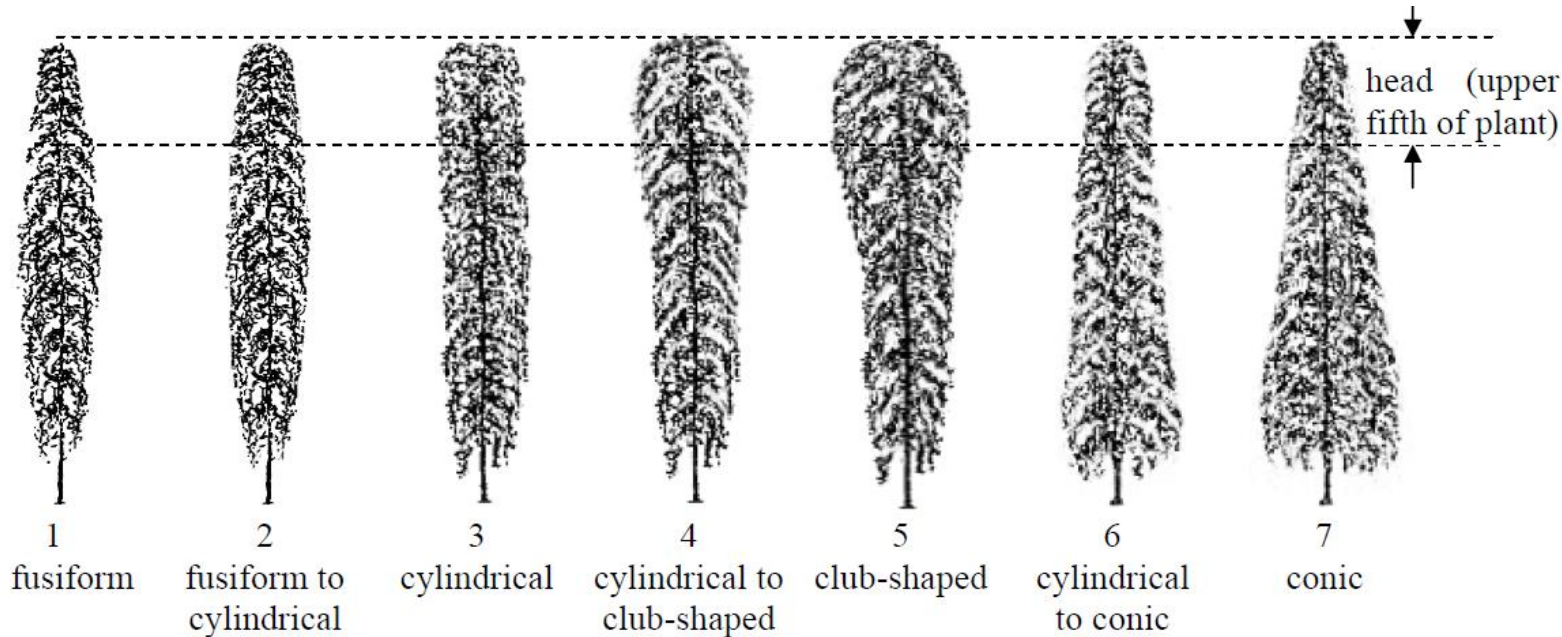 head (upper
fifth of plant)
1
fusiform
2
fusiform to
cylindrical
3
cylindrical
4
cylindrical to
club-shaped
5
club-shaped
6
cylindrical
to conic
7
conic